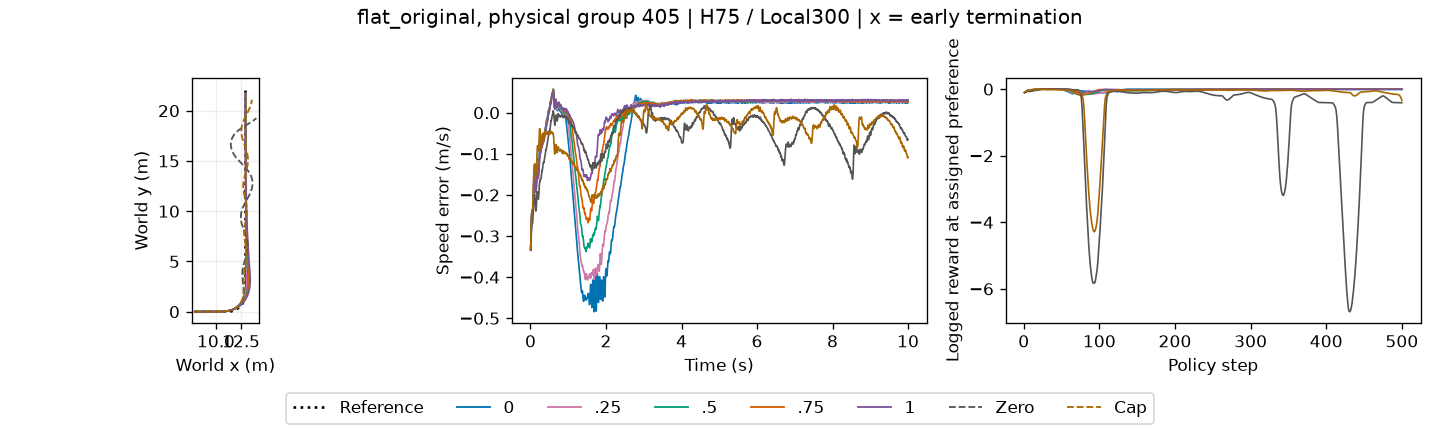 flat_original, physical group 405 | H75 / Local300 | x = early termination
World y (m)
20
15
10
5
0
10.0
12.5
World x (m)
Speed error (m/s)
0.0
−0.1
−0.2
−0.3
−0.4
−0.5
0 2 4 6 8 10
Time (s)
Logged reward at assigned preference
0
−2
−4
−6
0 100 200 300 400 500
Policy step
Reference 0 .25 .5 .75 1 Zero Cap